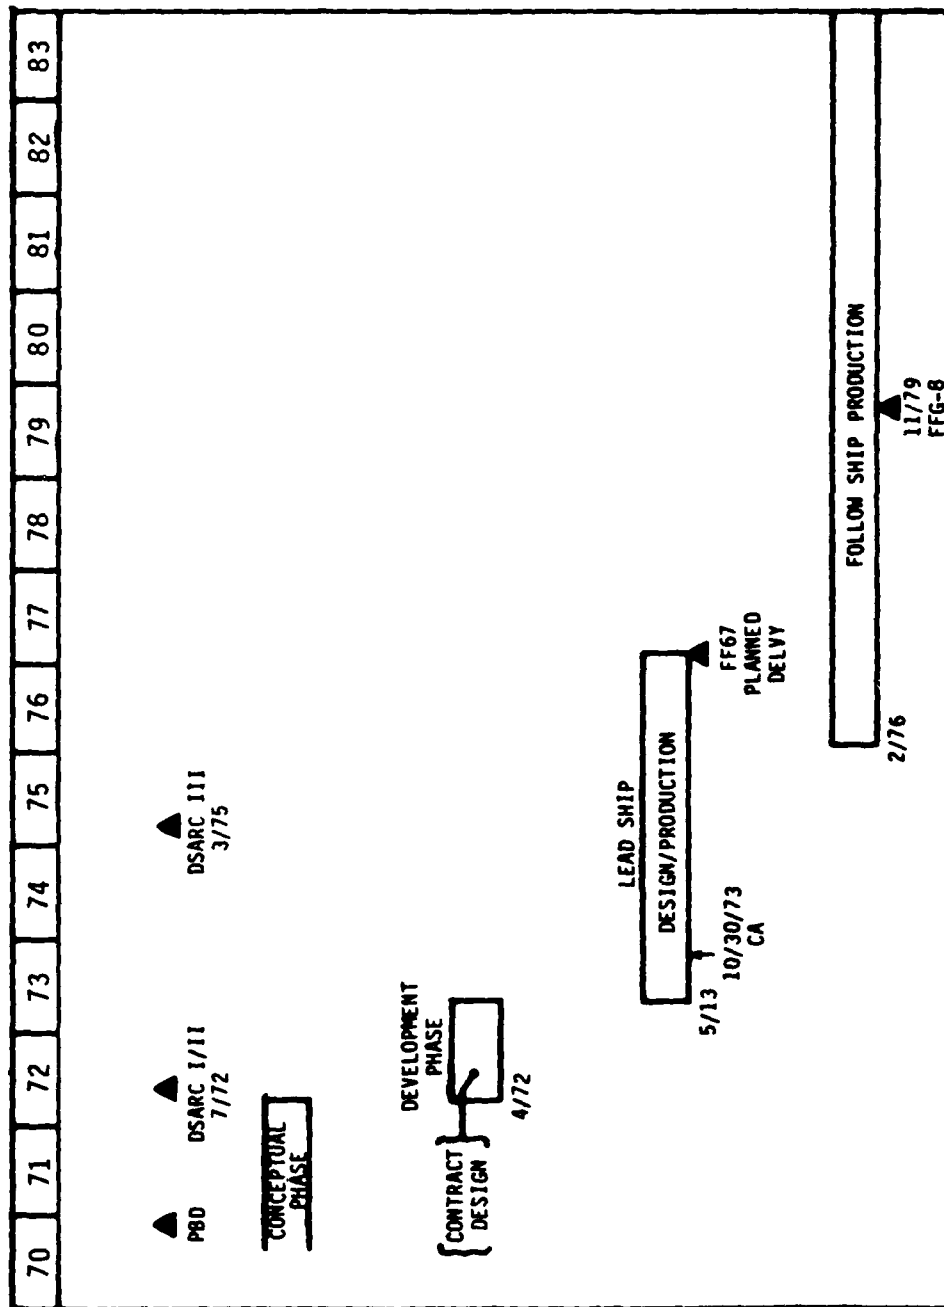 70 71 72 73 74 75 76 77 78 79 80 81 82 83
PBD
DSARC I/II
7/72
DSARC III
3/75
CONCEPTUAL
PHASE
DEVELOPMENT
PHASE
{CONTRACT
DESIGN}
4/72
LEAD SHIP
DESIGN/PRODUCTION
5/13
10/30/73
CA
FF67
PLANNED
DELVY
FOLLOW SHIP PRODUCTION
2/76
11/79
FFG-8